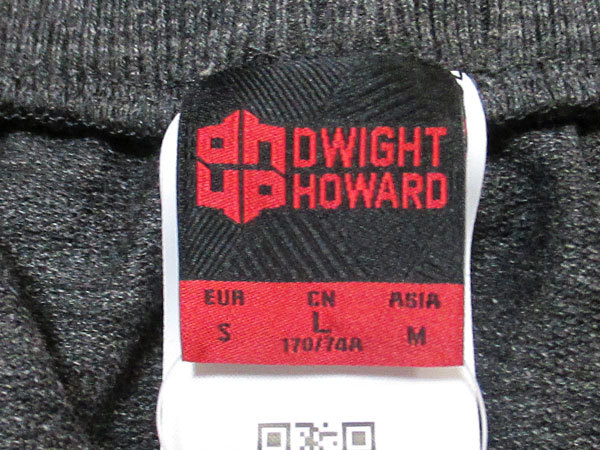 DWIGHT
HOWARD
EUR CN ASIA
S L M
170/74A